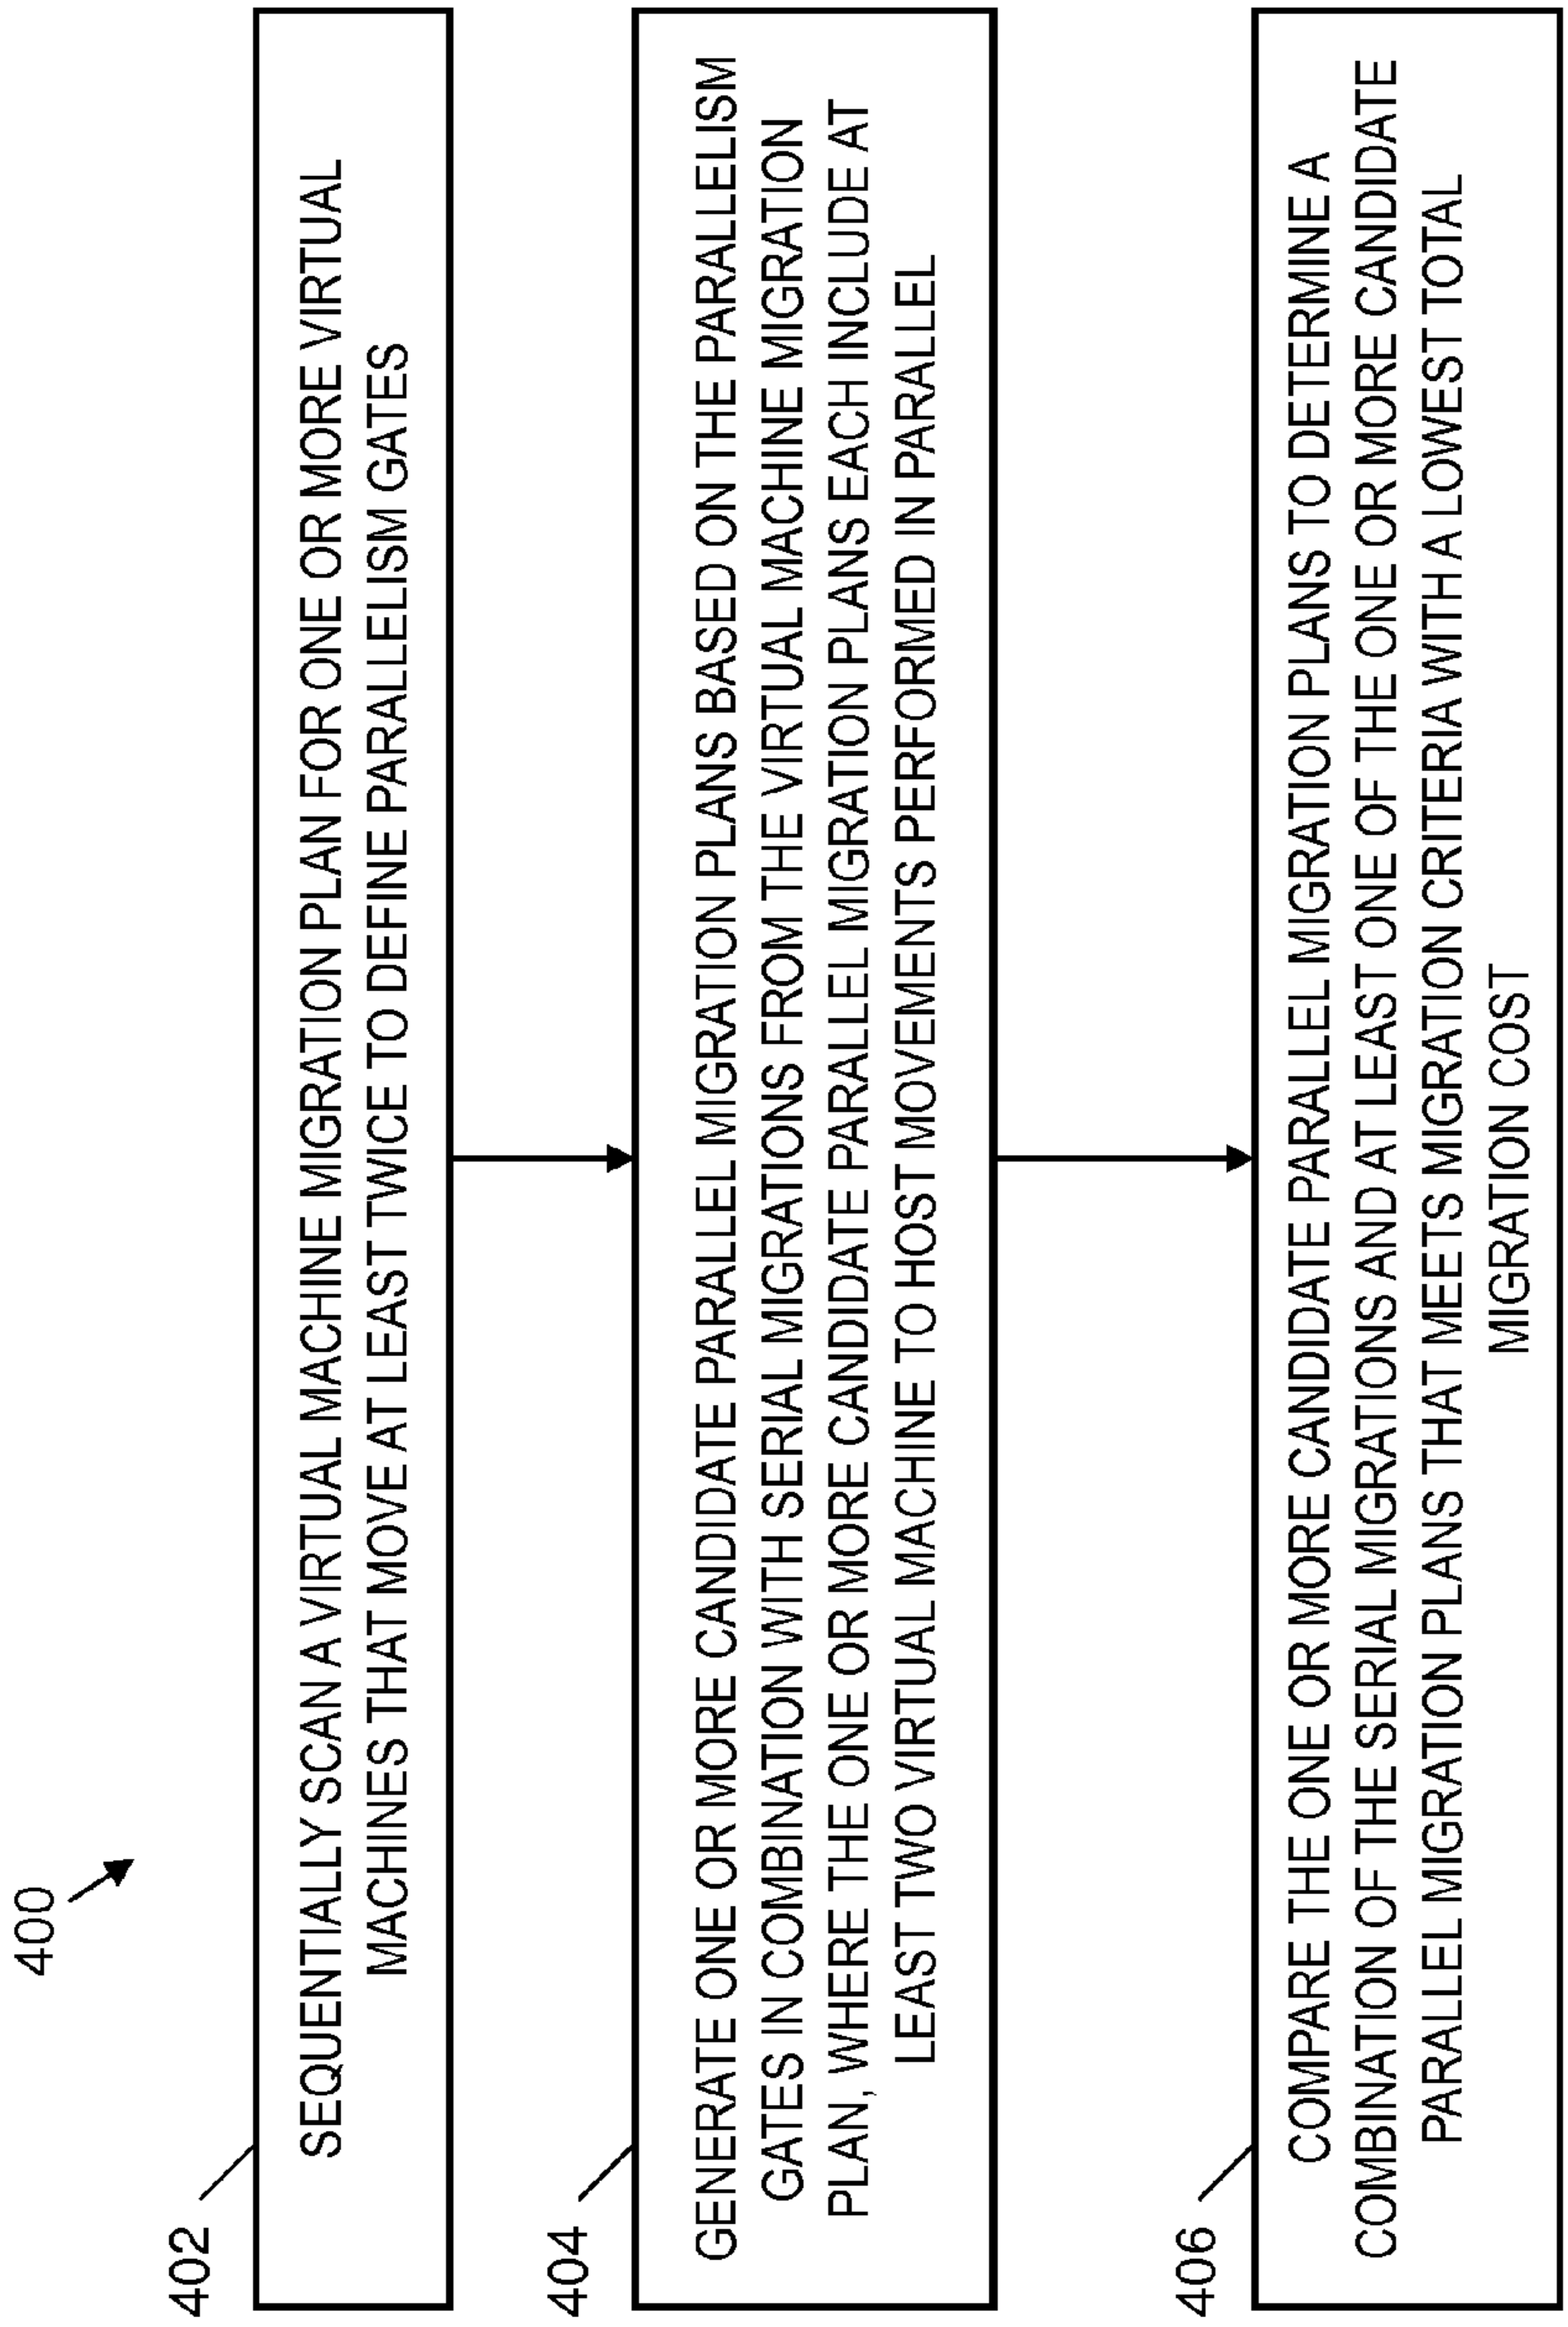 400
402
SEQUENTIALLY SCAN A VIRTUAL MACHINE MIGRATION PLAN FOR ONE OR MORE VIRTUAL
MACHINES THAT MOVE AT LEAST TWICE TO DEFINE PARALLELISM GATES
404
GENERATE ONE OR MORE CANDIDATE PARALLEL MIGRATION PLANS BASED ON THE PARALLELISM
GATES IN COMBINATION WITH SERIAL MIGRATIONS FROM THE VIRTUAL MACHINE MIGRATION
PLAN, WHERE THE ONE OR MORE CANDIDATE PARALLEL MIGRATION PLANS EACH INCLUDE AT
LEAST TWO VIRTUAL MACHINE TO HOST MOVEMENTS PERFORMED IN PARALLEL
406
COMPARE THE ONE OR MORE CANDIDATE PARALLEL MIGRATION PLANS TO DETERMINE A
COMBINATION OF THE SERIAL MIGRATIONS AND AT LEAST ONE OF THE ONE OR MORE CANDIDATE
PARALLEL MIGRATION PLANS THAT MEETS MIGRATION CRITERIA WITH A LOWEST TOTAL
MIGRATION COST